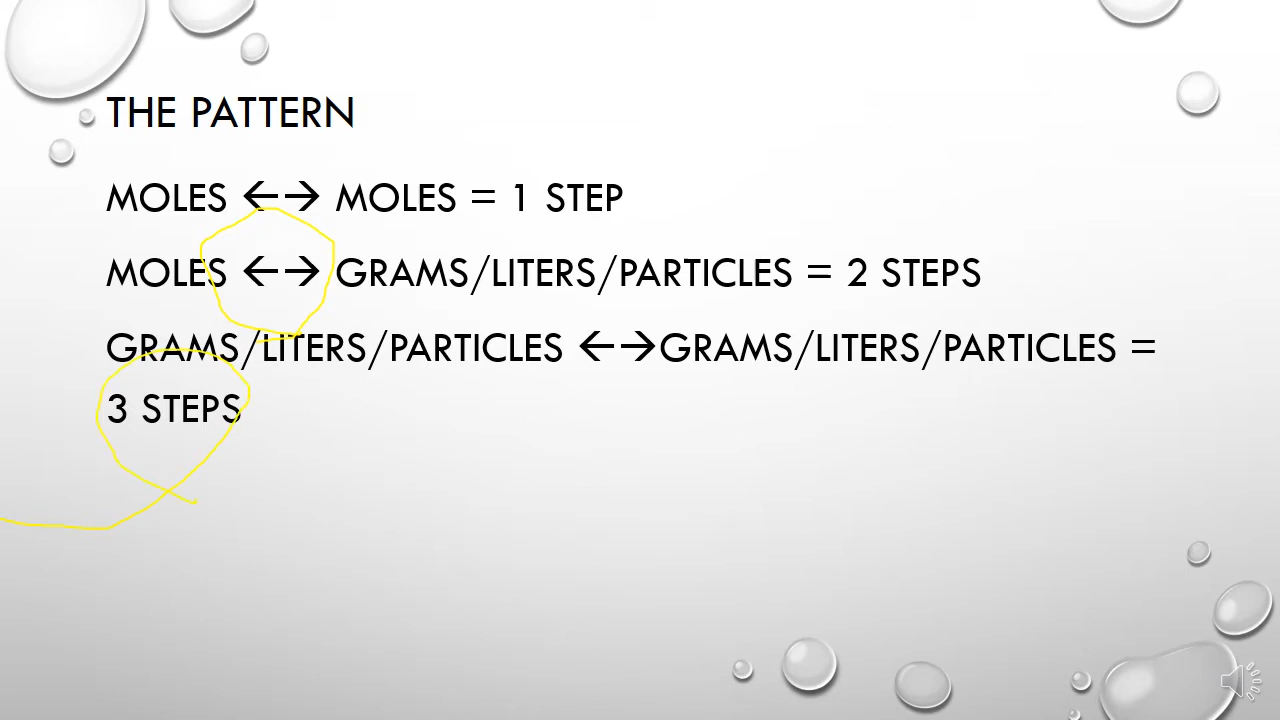 THE PATTERN
MOLES ←→ MOLES = 1 STEP
MOLES ←→ GRAMS/LITERS/PARTICLES = 2 STEPS
GRAMS/LITERS/PARTICLES ←→GRAMS/LITERS/PARTICLES =
3 STEPS